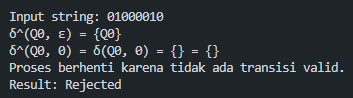 Input string: 01000010
δ^(Q0, ε) = {Q0}
δ^(Q0, 0) = δ(Q0, 0) = {} = {}
Proses berhenti karena tidak ada transisi valid.
Result: Rejected